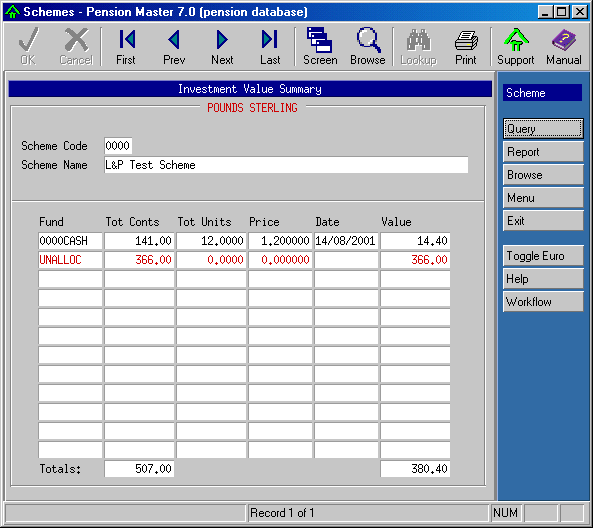 Schemes - Pension Master 7.0 (pension database)
OK Cancel First Prev Next Last Screen Browse Lookup Print Support Manual
Investment Value Summary
POUNDS STERLING
Scheme Code 0000
Scheme Name L&P Test Scheme
Fund Tot Conts Tot Units Price Date Value
0000CASH 141.00 12.0000 1.200000 14/08/2001 14.40
UNALLOC 366.00 0.0000 0.000000 366.00
Totals: 507.00 380.40
Scheme
Query
Report
Browse
Menu
Exit
Toggle Euro
Help
Workflow
Record 1 of 1 NUM